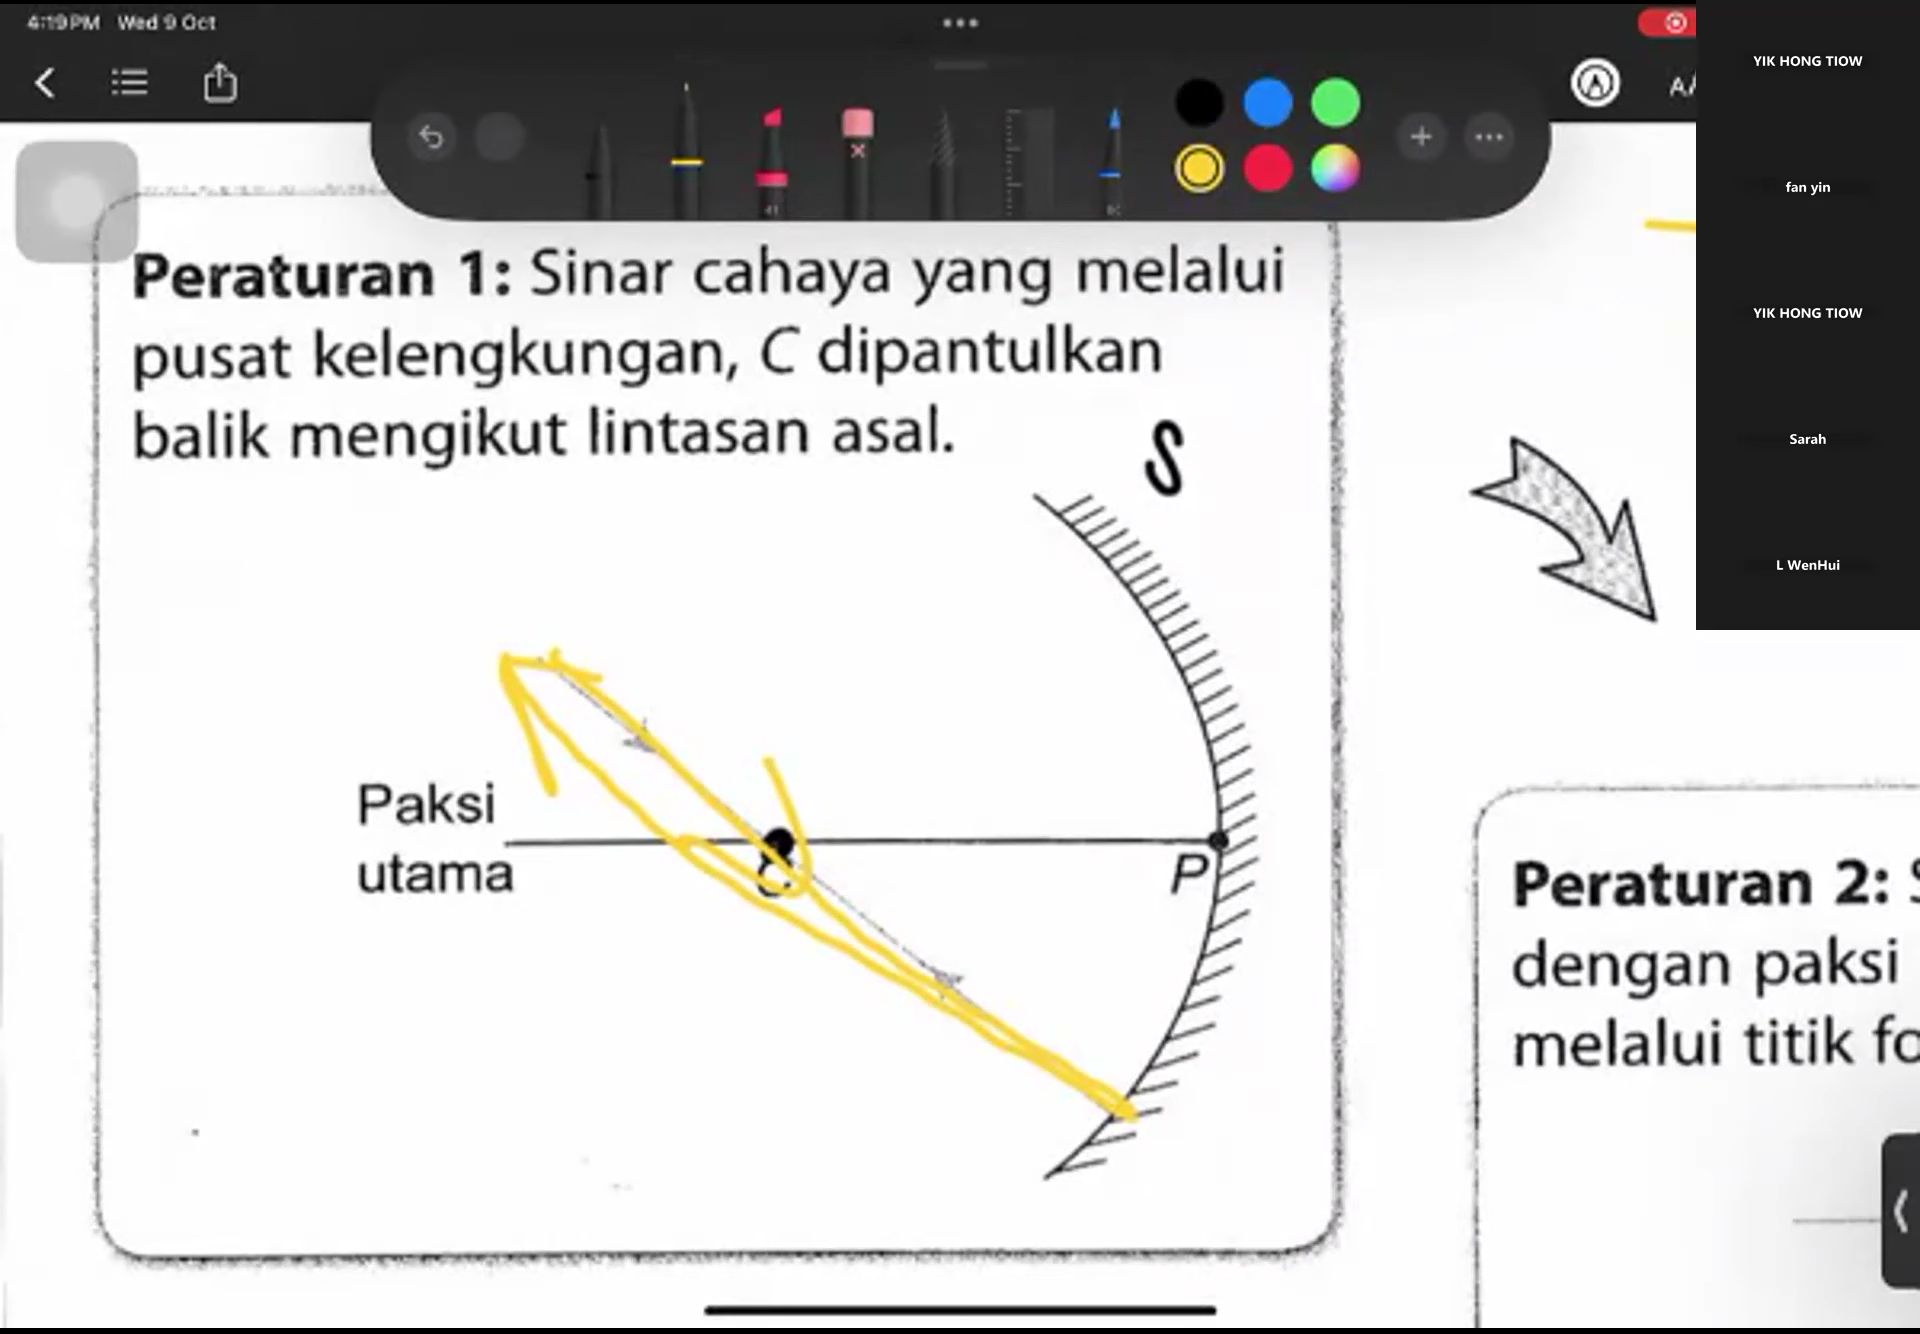 4:19 PM Wed 9 Oct
YIK HONG TIOW
fan yin
YIK HONG TIOW
Sarah
L WenHui
Peraturan 1: Sinar cahaya yang melalui
pusat kelengkungan, C dipantulkan
balik mengikut lintasan asal.
S
Paksi
utama
C
P
Peraturan 2:
dengan paksi
melalui titik fo